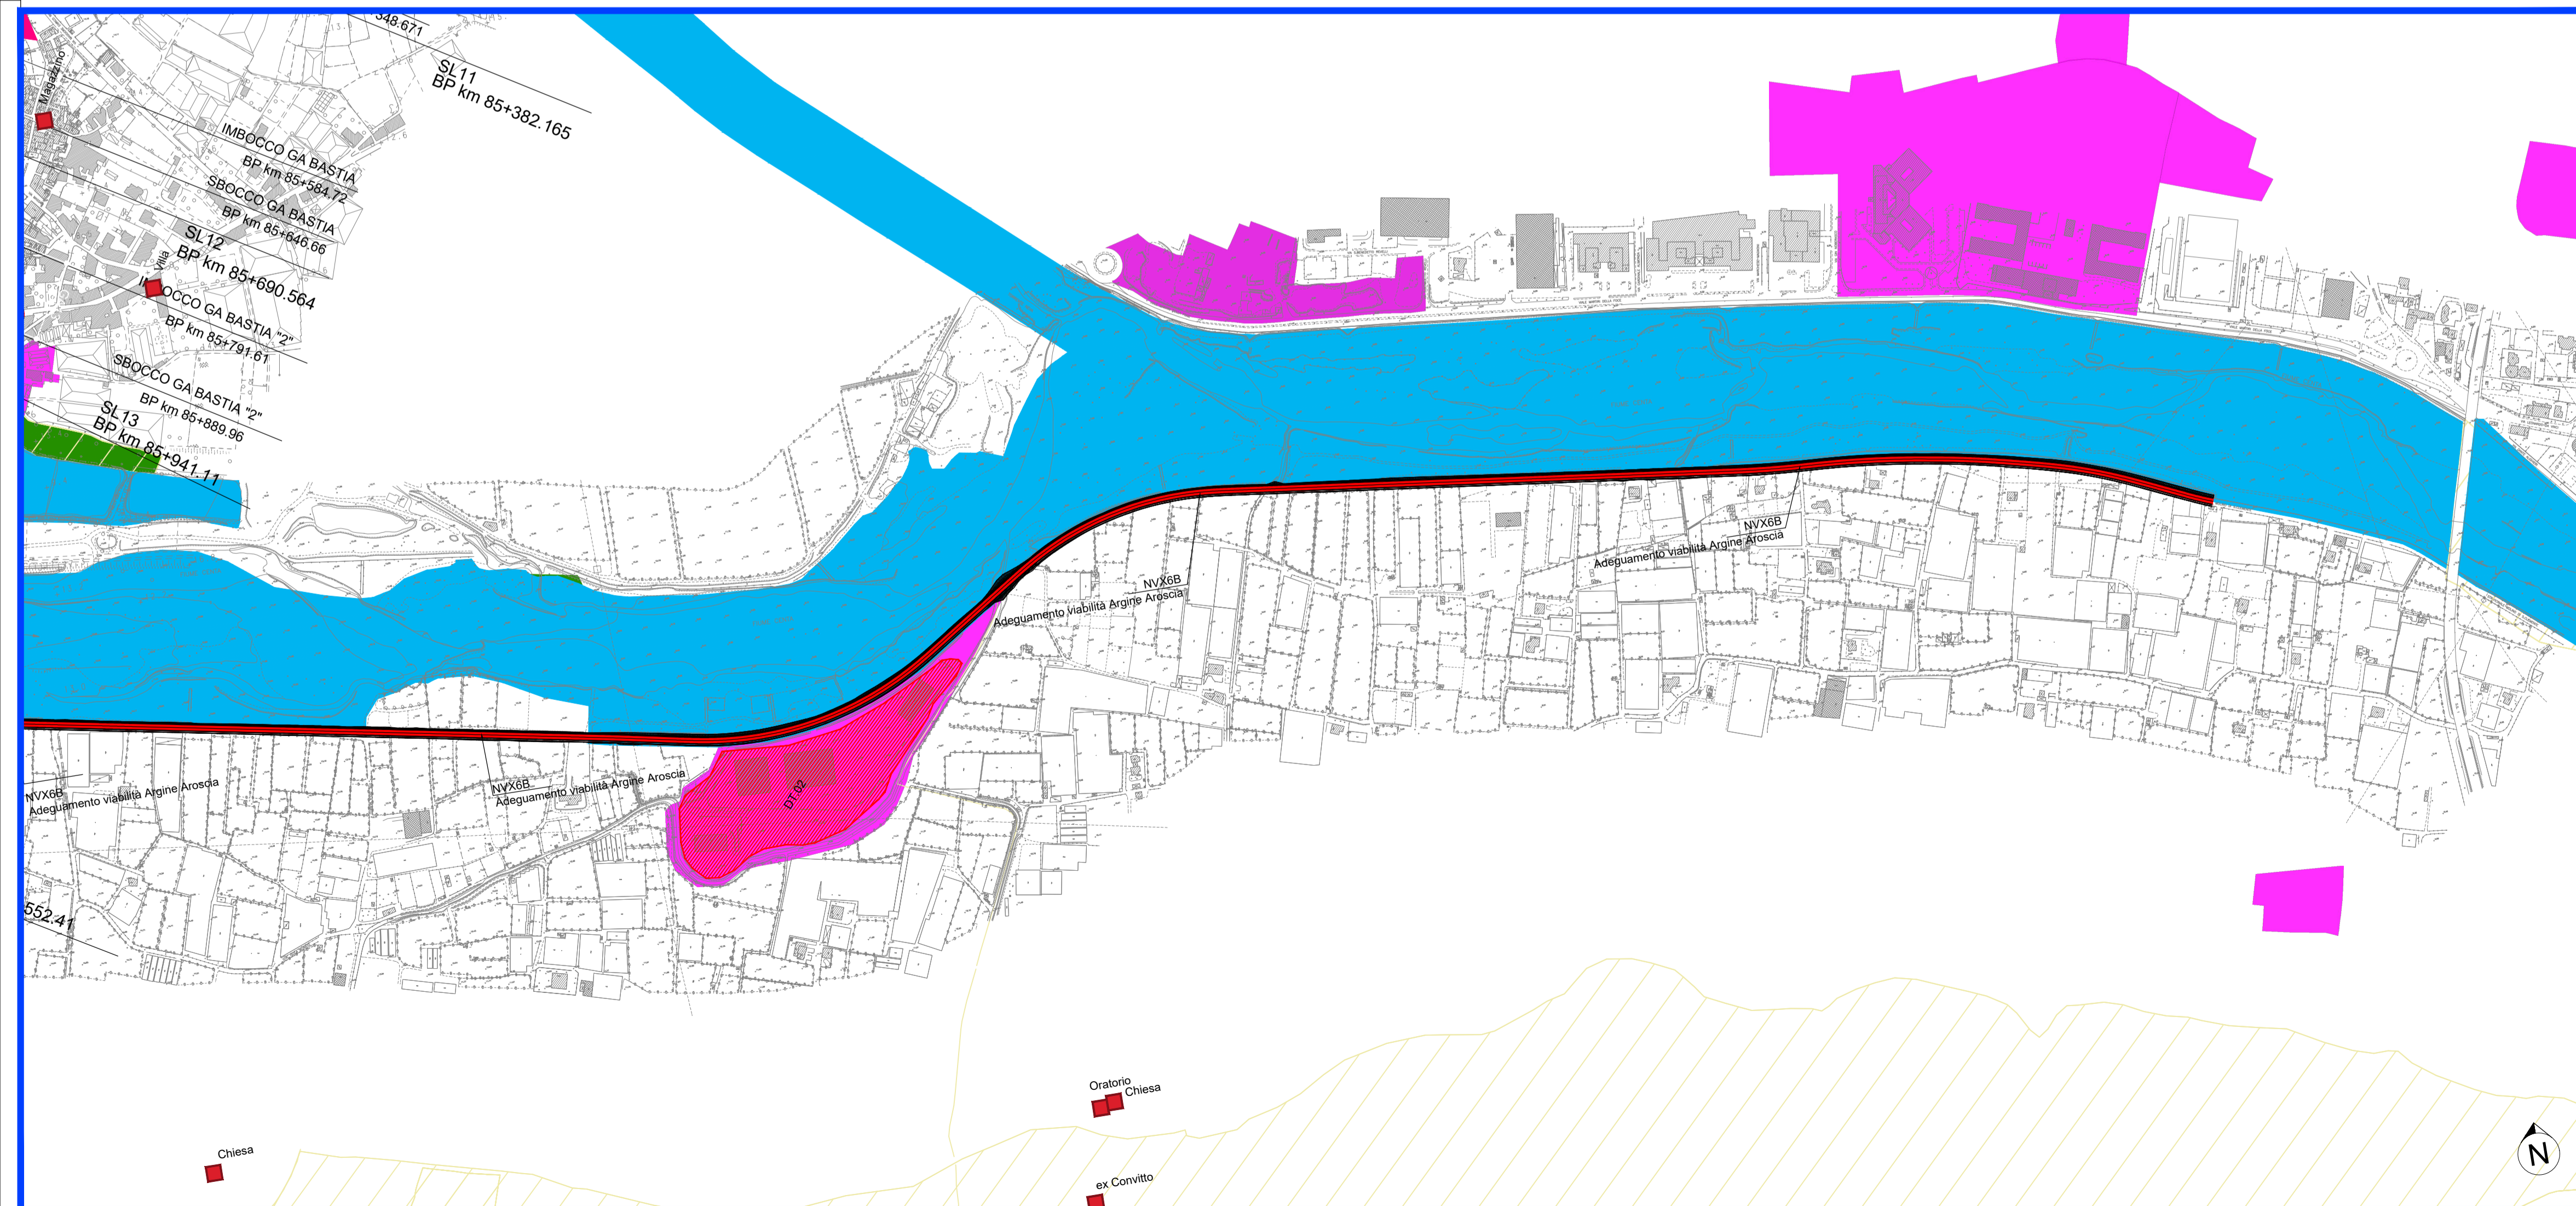 348.671
SL11
BP km 85+382.165
Magazzino
IMBOCCO GA BASTIA
BP km 85+584.72
SBOCCO GA BASTIA
BP km 85+646.66
SL12
BP km 85+690.564
Villa
OCCO GA BASTIA "2"
BP km 85+791.61
SBOCCO GA BASTIA "2"
BP km 85+889.96
SL13
BP km 85+941.11
NVX6B
Adeguamento viabilità Argine Aroscia
NVX6B
Adeguamento viabilità Argine Aroscia
NVX6B
Adeguamento viabilità Argine Aroscia
NVX6B
Adeguamento viabilità Argine Aroscia
DT.02
552.41
Oratorio
Chiesa
Chiesa
ex Convitto
N